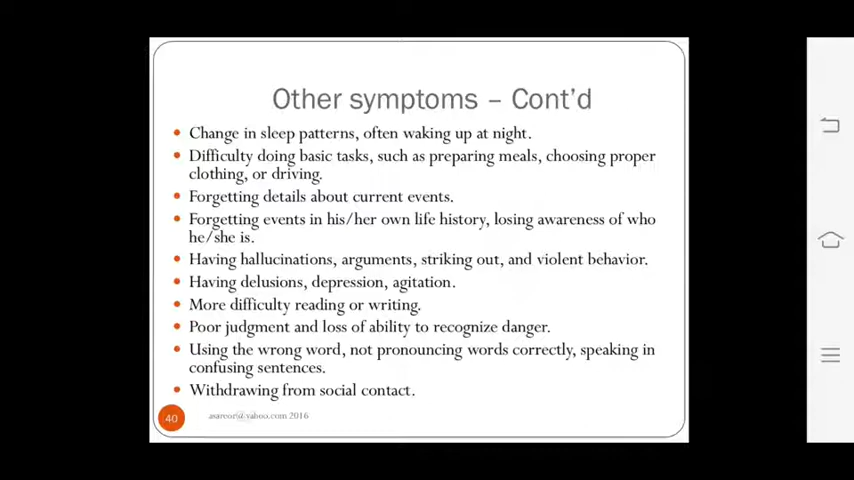 Other symptoms – Cont'd
• Change in sleep patterns, often waking up at night.
• Difficulty doing basic tasks, such as preparing meals, choosing proper
clothing, or driving.
• Forgetting details about current events.
• Forgetting events in his/her own life history, losing awareness of who
he/she is.
• Having hallucinations, arguments, striking out, and violent behavior.
• Having delusions, depression, agitation.
• More difficulty reading or writing.
• Poor judgment and loss of ability to recognize danger.
• Using the wrong word, not pronouncing words correctly, speaking in
confusing sentences.
• Withdrawing from social contact.
40
asareor@yahoo.com 2016